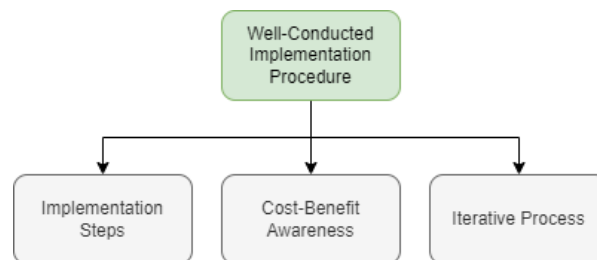 Well-Conducted
Implementation
Procedure
Implementation
Steps
Cost-Benefit
Awareness
Iterative Process